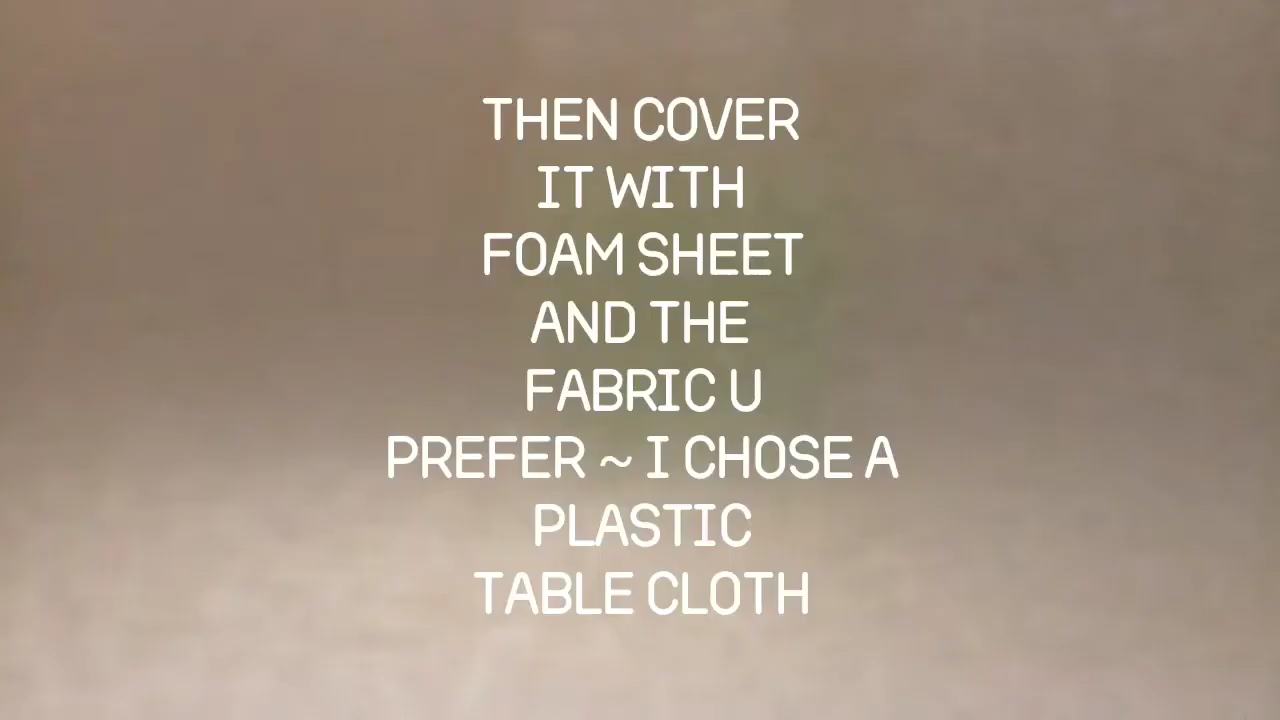 THEN COVER
IT WITH
FOAM SHEET
AND THE
FABRIC U
PREFER ~ I CHOSE A
PLASTIC
TABLE CLOTH